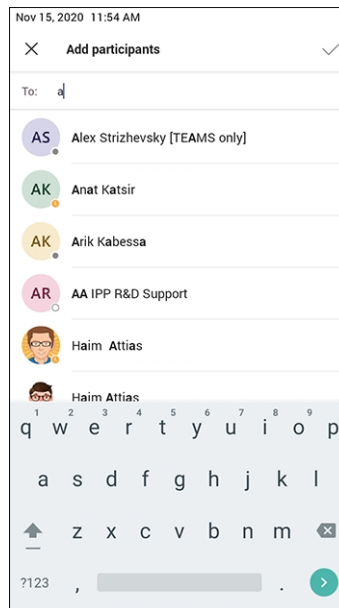 Nov 15, 2020 11:54 AM
Add participants
To: a
AS Alex Strizhevsky [TEAMS only]
AK Anat Katsir
AK Arik Kabessa
AR AA IPP R&D Support
Haim Attias
Haim Attias
1 2 3 4 5 6 7 8 9
q w e r t y u i o p
a s d f g h j k l
z x c v b n m
?123 , .